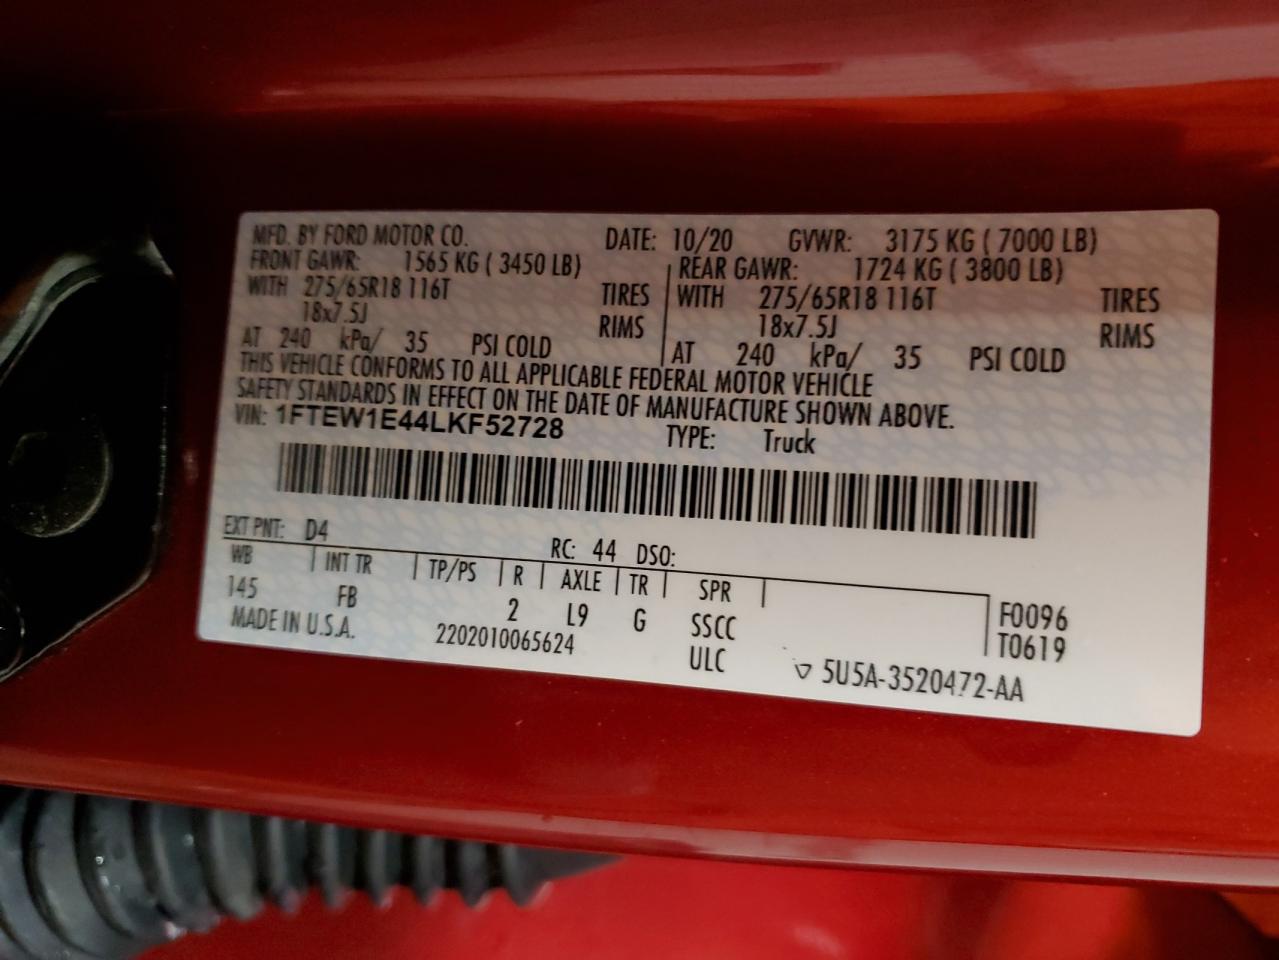 MFD. BY FORD MOTOR CO. DATE: 10/20 GVWR: 3175 KG ( 7000 LB)
FRONT GAWR: 1565 KG ( 3450 LB) REAR GAWR: 1724 KG ( 3800 LB)
WITH 275/65R18 116T TIRES WITH 275/65R18 116T TIRES
18x7.5J RIMS 18x7.5J RIMS
AT 240 kPa/ 35 PSI COLD AT 240 kPa/ 35 PSI COLD
THIS VEHICLE CONFORMS TO ALL APPLICABLE FEDERAL MOTOR VEHICLE
SAFETY STANDARDS IN EFFECT ON THE DATE OF MANUFACTURE SHOWN ABOVE.
VIN: 1FTEW1E44LKF52728 TYPE: Truck
EXT PNT: D4 RC: 44 DSO:
WB INT TR TP/PS R AXLE TR SPR
145 FB 2 L9 G SSCC F0096
MADE IN U.S.A. 2202010065624 ULC T0619
▽ 5U5A-3520472-AA